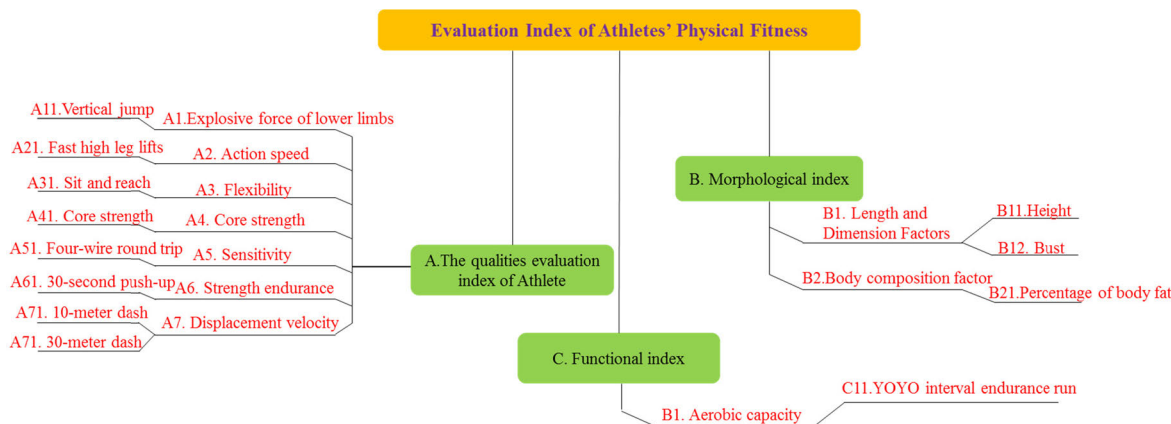 Evaluation Index of Athletes' Physical Fitness
A11.Vertical jump
A1.Explosive force of lower limbs
A21. Fast high leg lifts
A2. Action speed
A31. Sit and reach
A3. Flexibility
A41. Core strength
A4. Core strength
A51. Four-wire round trip
A5. Sensitivity
A61. 30-second push-up
A6. Strength endurance
A71. 10-meter dash
A7. Displacement velocity
A71. 30-meter dash
A.The qualities evaluation
index of Athlete
B. Morphological index
B1. Length and
Dimension Factors
B11.Height
B12. Bust
B2.Body composition factor
B21.Percentage of body fat
C. Functional index
B1. Aerobic capacity
C11.YOYO interval endurance run